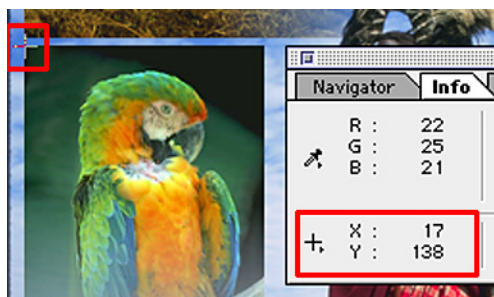 Navigator Info
R : 22
G : 25
B : 21
X : 17
Y : 138